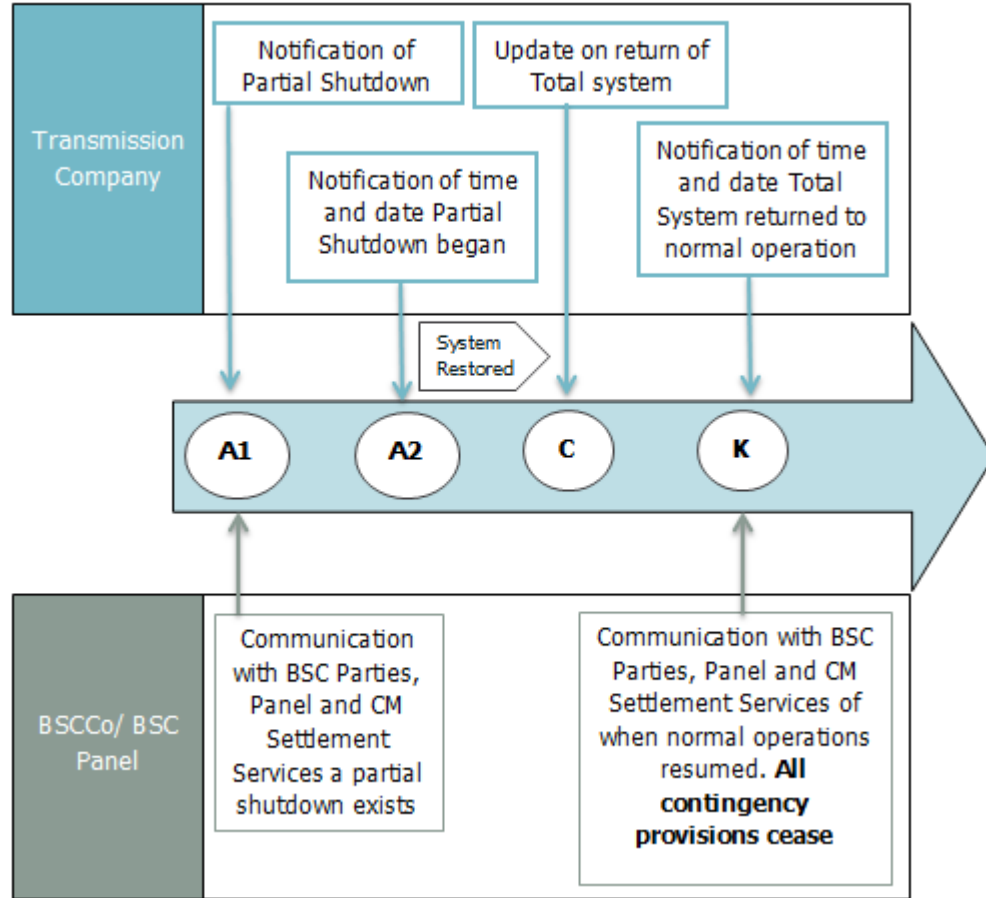 Transmission
Company
Notification of
Partial Shutdown
Update on return of
Total system
Notification of time
and date Partial
Shutdown began
Notification of time
and date Total
System returned to
normal operation
System
Restored
A1
A2
C
K
BSCCo/ BSC
Panel
Communication
with BSC Parties,
Panel and CM
Settlement
Services a partial
shutdown exists
Communication with BSC
Parties, Panel and CM
Settlement Services of
when normal operations
resumed. All
contingency
provisions cease